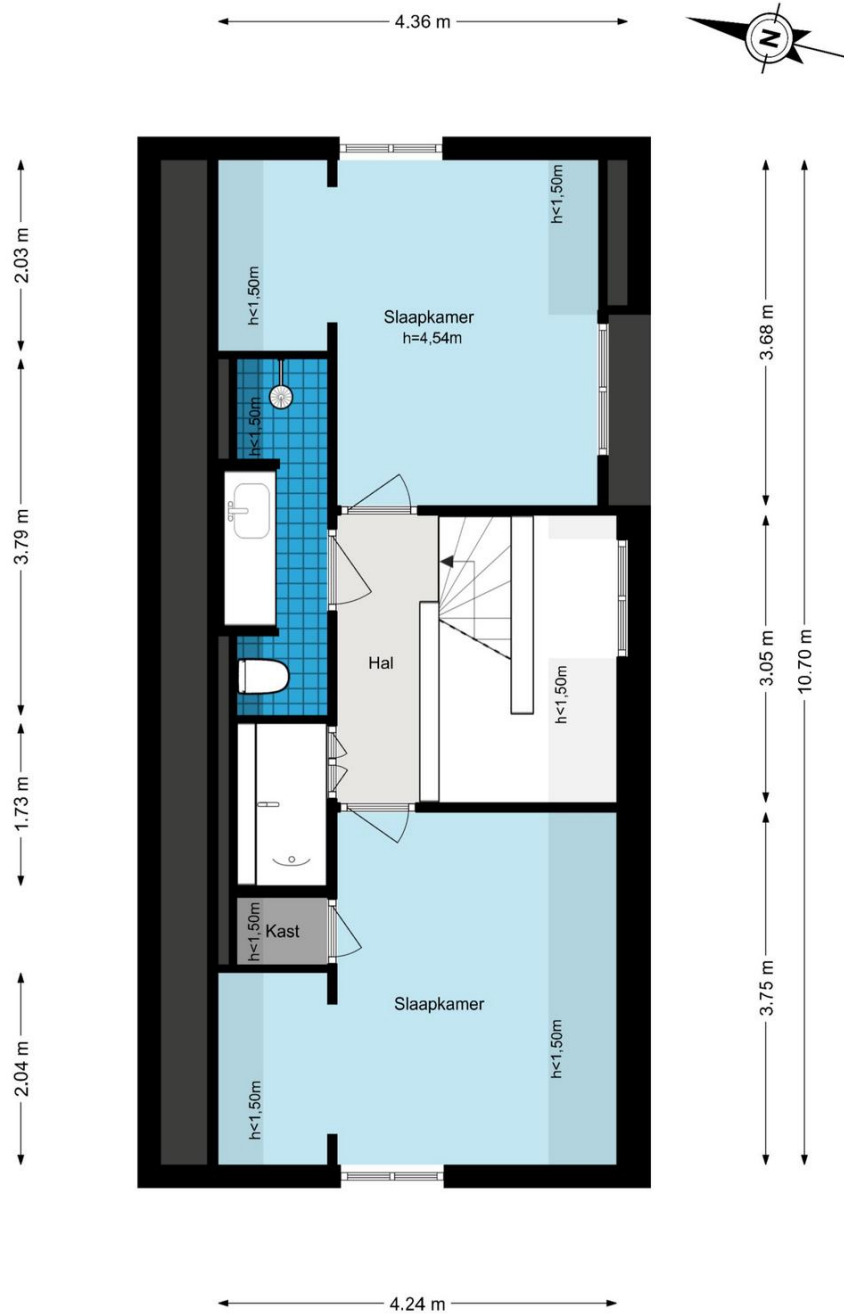 4.36 m
N
2.03 m
h<1,50m
h<1,50m
Slaapkamer
h=4,54m
3.68 m
h<1,50m
3.79 m
Hal
h<1,50m
3.05 m
10.70 m
1.73 m
h<1,50m
Kast
Slaapkamer
3.75 m
h<1,50m
2.04 m
h<1,50m
4.24 m